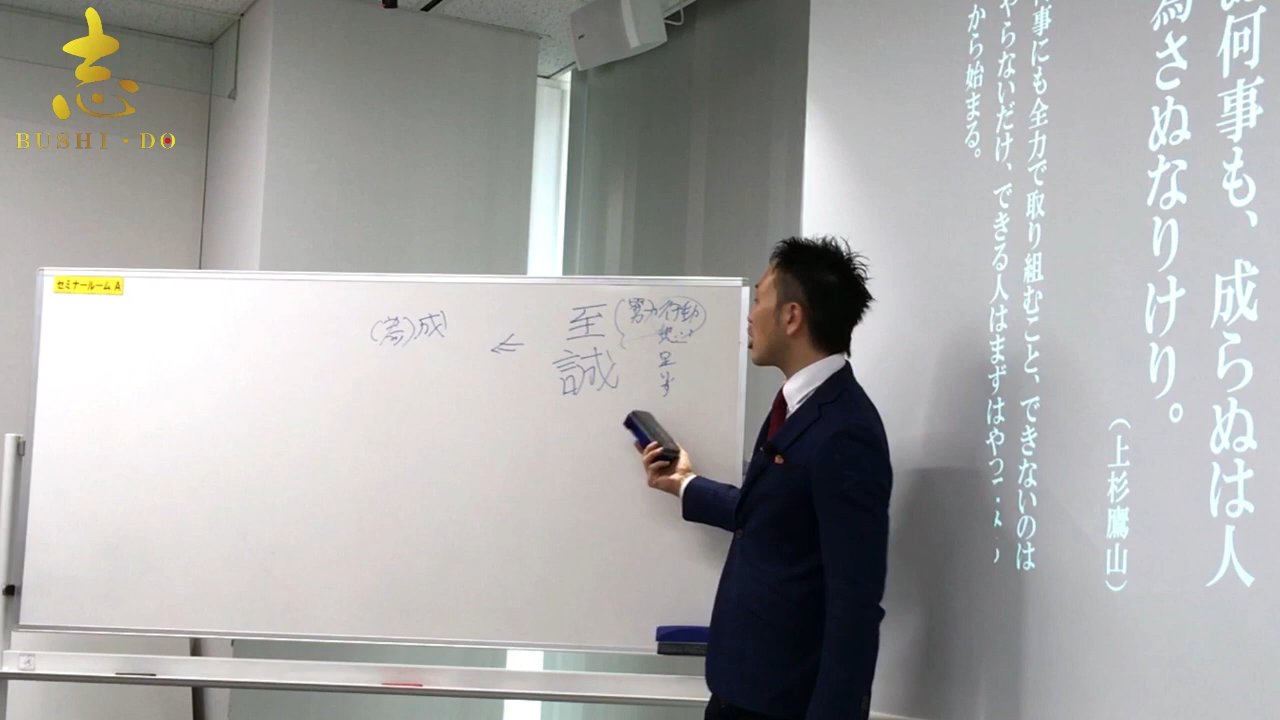 志
BUSHI・DO
セミナールーム A
何事も、成らぬは人
為さぬなりけり。
（上杉鷹山）
事にも全力で取り組むこと、できないのは
やらないだけ、できる人はまずはやっ
から始まる。
至誠
(努力 行動
足らず
←
成